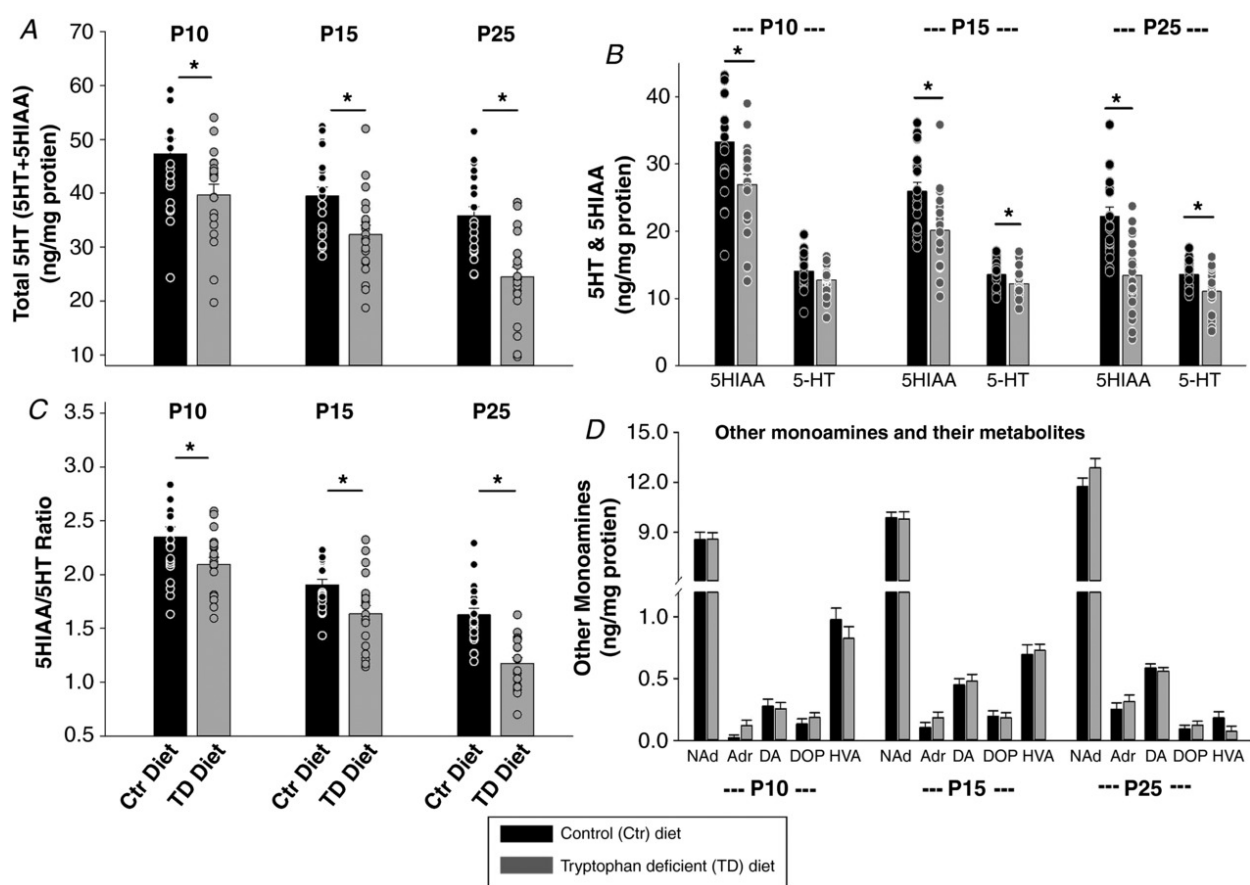 A
P10
P15
P25
*
*
*
Total 5HT (5HT+5HIAA)
(ng/mg protien)
70
60
50
40
30
20
10
B
--- P10 ---
--- P15 ---
--- P25 ---
*
*
*
*
*
5HT & 5HIAA
(ng/mg protien)
40
30
20
10
0
5HIAA 5-HT 5HIAA 5-HT 5HIAA 5-HT
C
P10
P15
P25
*
*
*
5HIAA/5HT Ratio
3.5
3.0
2.5
2.0
1.5
1.0
0.5
Ctr Diet
TD Diet
Ctr Diet
TD Diet
Ctr Diet
TD Diet
D
Other monoamines and their metabolites
Other Monoamines
(ng/mg protien)
15.0
12.0
9.0
1.0
0.5
0.0
NAd Adr DA DOP HVA NAd Adr DA DOP HVA NAd Adr DA DOP HVA
--- P10 ---
--- P15 ---
--- P25 ---
Control (Ctr) diet
Tryptophan deficient (TD) diet